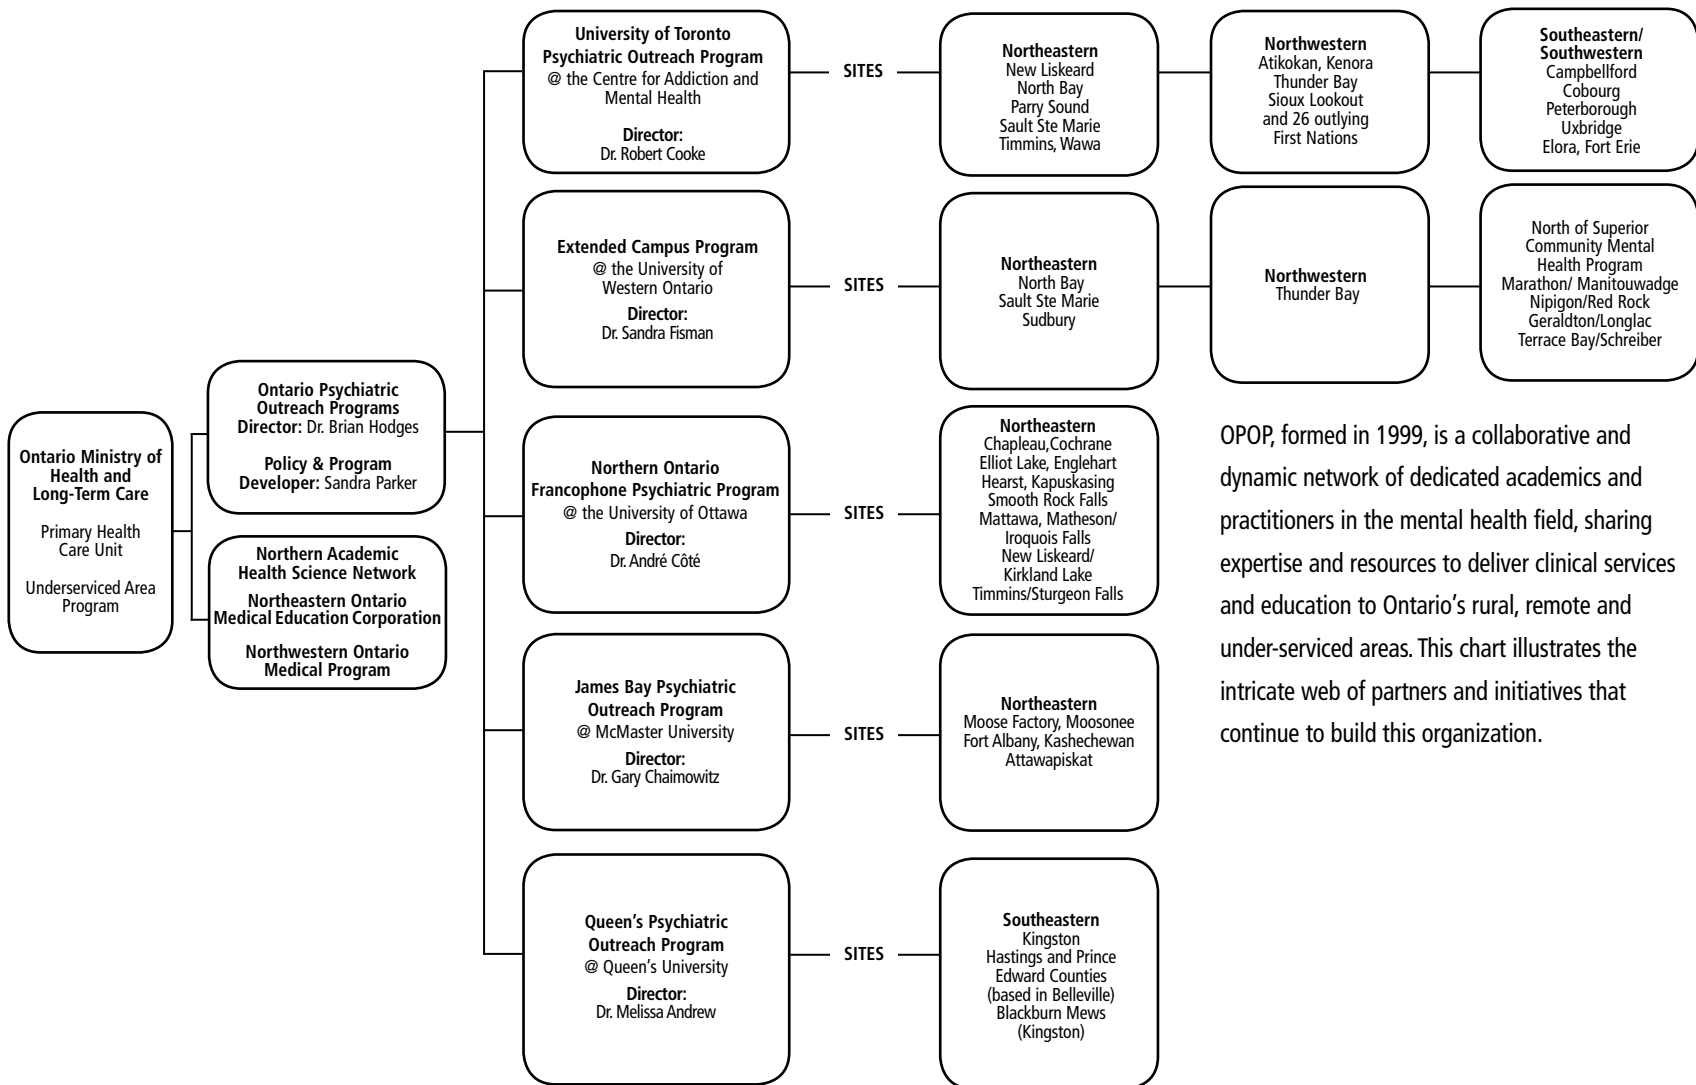 Ontario Ministry of
Health and
Long-Term Care
Primary Health
Care Unit
Underserviced Area
Program
Ontario Psychiatric
Outreach Programs
Director: Dr. Brian Hodges
Policy & Program
Developer: Sandra Parker
Northern Academic
Health Science Network
Northeastern Ontario
Medical Education Corporation
Northwestern Ontario
Medical Program
University of Toronto
Psychiatric Outreach Program
@ the Centre for Addiction and
Mental Health
Director:
Dr. Robert Cooke
SITES
Northeastern
New Liskeard
North Bay
Parry Sound
Sault Ste Marie
Timmins, Wawa
Northwestern
Atikokan, Kenora
Thunder Bay
Sioux Lookout
and 26 outlying
First Nations
Southeastern/
Southwestern
Campbellford
Cobourg
Peterborough
Uxbridge
Elora, Fort Erie
Extended Campus Program
@ the University of
Western Ontario
Director:
Dr. Sandra Fisman
SITES
Northeastern
North Bay
Sault Ste Marie
Sudbury
Northwestern
Thunder Bay
North of Superior
Community Mental
Health Program
Marathon/ Manitouwadge
Nipigon/Red Rock
Geraldton/Longlac
Terrace Bay/Schreiber
Northern Ontario
Francophone Psychiatric Program
@ the University of Ottawa
Director:
Dr. André Côté
SITES
Northeastern
Chapleau,Cochrane
Elliot Lake, Englehart
Hearst, Kapuskasing
Smooth Rock Falls
Mattawa, Matheson/
Iroquois Falls
New Liskeard/
Kirkland Lake
Timmins/Sturgeon Falls
James Bay Psychiatric
Outreach Program
@ McMaster University
Director:
Dr. Gary Chaimowitz
SITES
Northeastern
Moose Factory, Moosonee
Fort Albany, Kashechewan
Attawapiskat
Queen's Psychiatric
Outreach Program
@ Queen's University
Director:
Dr. Melissa Andrew
SITES
Southeastern
Kingston
Hastings and Prince
Edward Counties
(based in Belleville)
Blackburn Mews
(Kingston)
OPOP, formed in 1999, is a collaborative and
dynamic network of dedicated academics and
practitioners in the mental health field, sharing
expertise and resources to deliver clinical services
and education to Ontario's rural, remote and
under-serviced areas. This chart illustrates the
intricate web of partners and initiatives that
continue to build this organization.